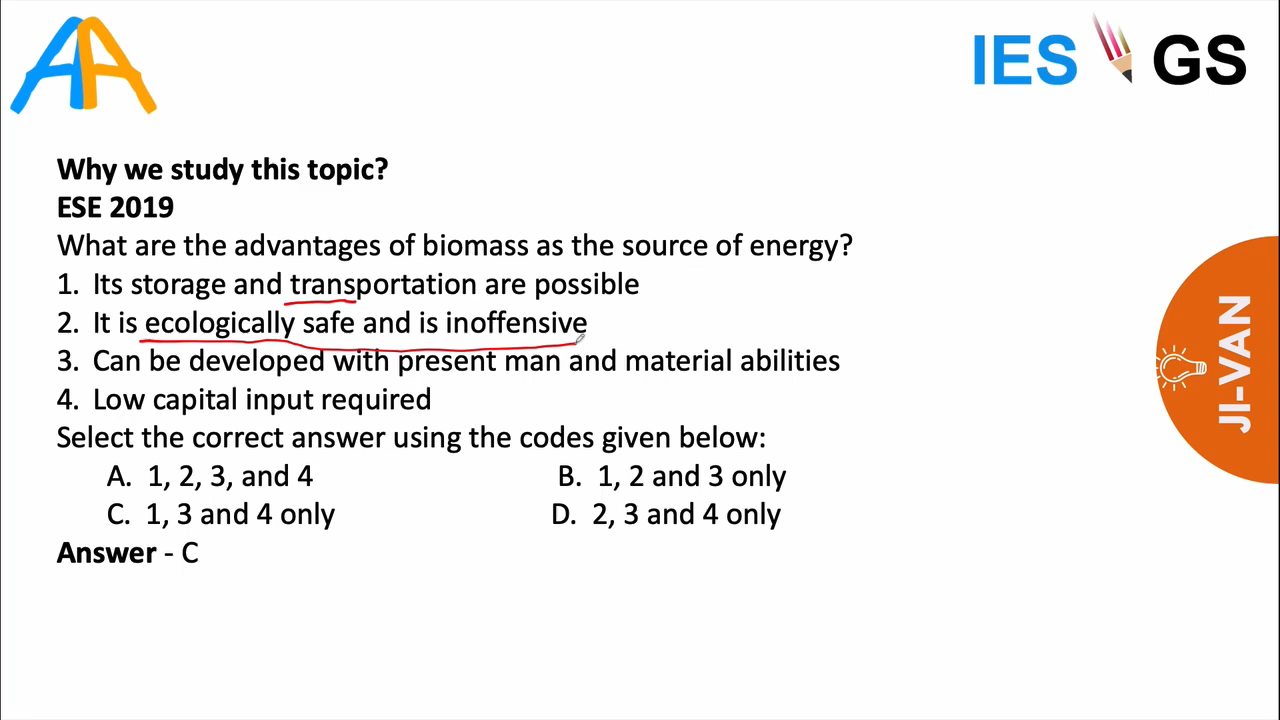 AA
IES GS
Why we study this topic?
ESE 2019
What are the advantages of biomass as the source of energy?
1. Its storage and transportation are possible
2. It is ecologically safe and is inoffensive
3. Can be developed with present man and material abilities
4. Low capital input required
Select the correct answer using the codes given below:
A. 1, 2, 3, and 4 B. 1, 2 and 3 only
C. 1, 3 and 4 only D. 2, 3 and 4 only
Answer - C
JI-VAN